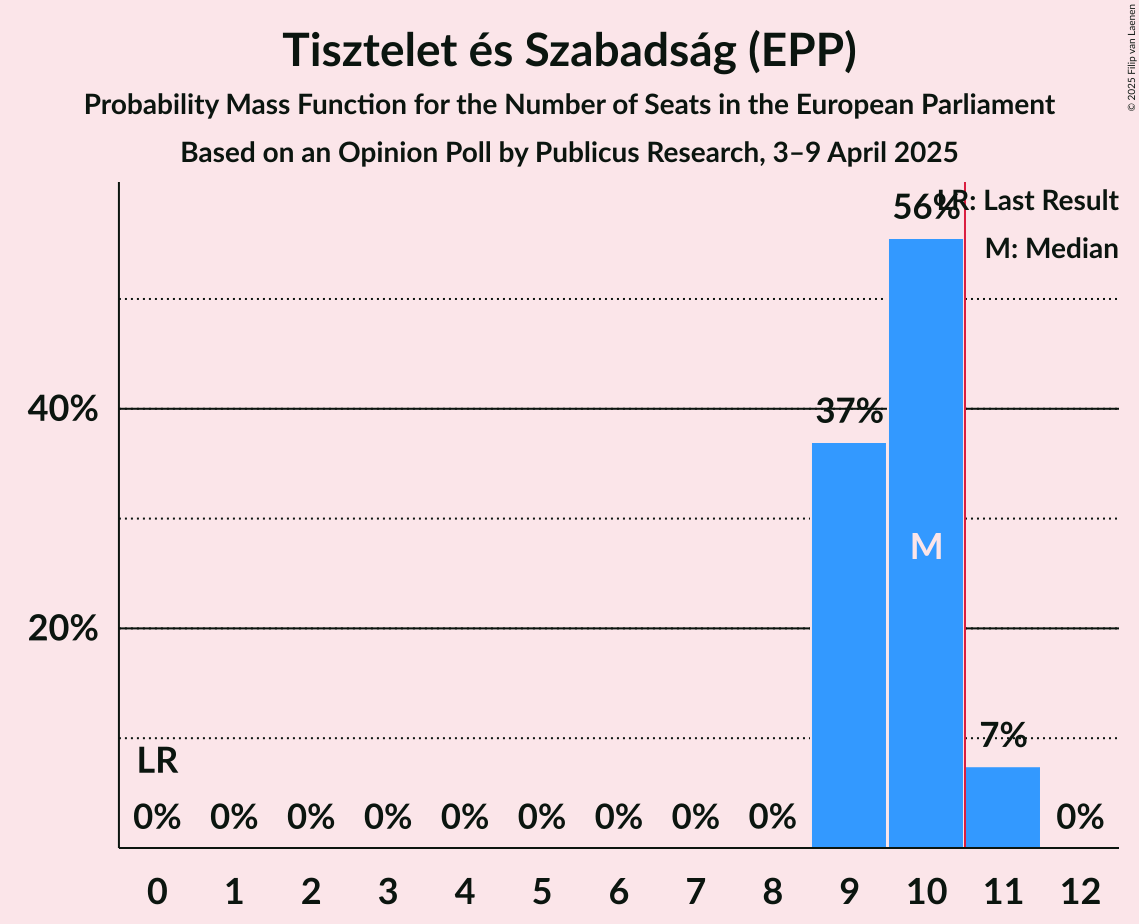 Tisztelet és Szabadság (EPP)
Probability Mass Function for the Number of Seats in the European Parliament
Based on an Opinion Poll by Publicus Research, 3–9 April 2025
© 2025 Filip van Laenen
LR: Last Result
M: Median
56%
40%
37%
M
20%
7%
LR
0% 0% 0% 0% 0% 0% 0% 0% 0% 0%
0 1 2 3 4 5 6 7 8 9 10 11 12